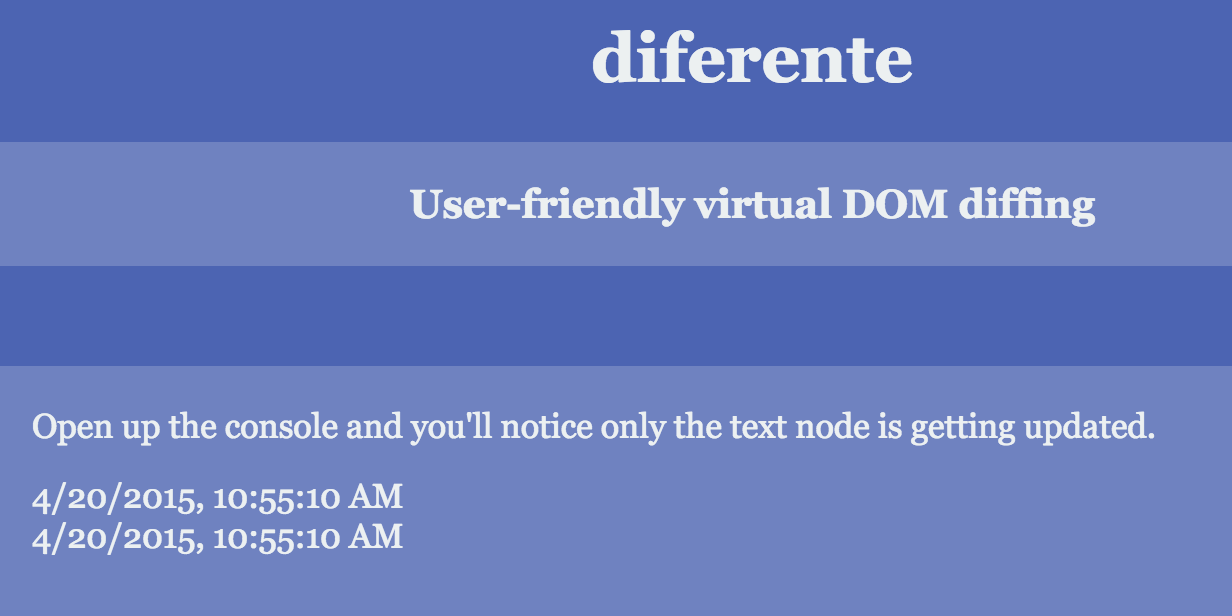 diferente
User-friendly virtual DOM diffing
Open up the console and you'll notice only the text node is getting updated.
4/20/2015, 10:55:10 AM
4/20/2015, 10:55:10 AM